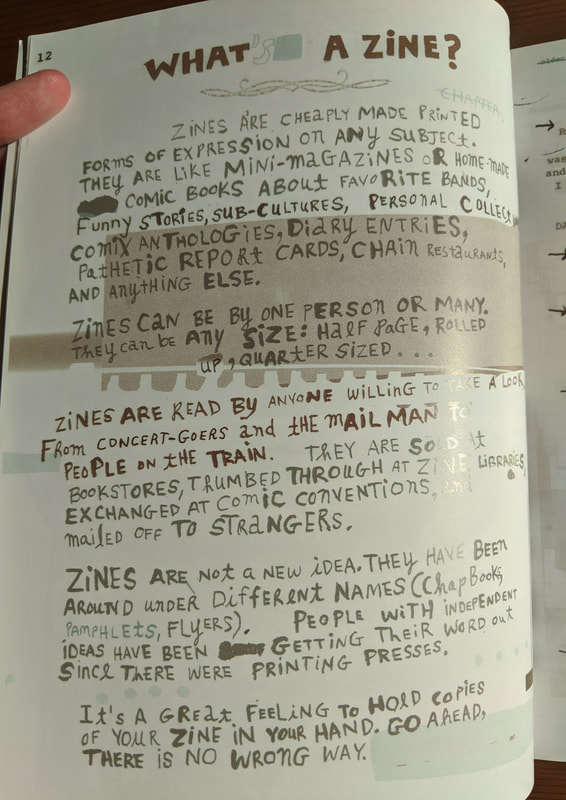 12
WHAT'S A ZiNE?
CHAPTER
ZINES ARE CHEAPLY MADE PRINTED
FORMS OF EXPRESSION ON ANY SUBJECT.
THEY ARE LIKE MINI-MAGAZINES OR HOME-MADE
COMIC BOOKS ABOUT FAVORITE BANDS,
FUNNY STORIES, SUB-CULTURES, PERSONAL
COMIX ANTHOLOGIES, DIARY ENTRIES,
PATHETIC REPORT CARDS, CHAIN RESTAURANTS,
AND ANYTHING ELSE.
ZINES CAN BE BY ONE PERSON OR MANY.
THEY CAN BE ANY SIZE: HALF PAGE, ROLLED
UP, QUARTER SIZED...
ZINES ARE READ BY ANYONE WILLING TO TAKE A LOOK,
FROM CONCERT-GOERS and THE MAIL MAN TO
PEOPLE ON THE TRAIN. THEY ARE SOLD AT
BOOKSTORES, THUMBED THROUGH AT ZINE LIBRARIES,
EXCHANGED AT COMIC CONVENTIONS, and
MAILED OFF TO STRANGERS.
ZINES ARE NOT A NEW IDEA. THEY HAVE BEEN
AROUND UNDER DIFFERENT NAMES (CHAPBOOKS,
PAMPHLETS, FLYERS). PEOPLE WITH INDEPENDENT
IDEAS HAVE BEEN GETTING THEIR WORD OUT
SINCE THERE WERE PRINTING PRESSES.
IT'S A GREAT FEELING TO HOLD COPIES
OF YOUR ZINE IN YOUR HAND. GO AHEAD,
THERE IS NO WRONG WAY.